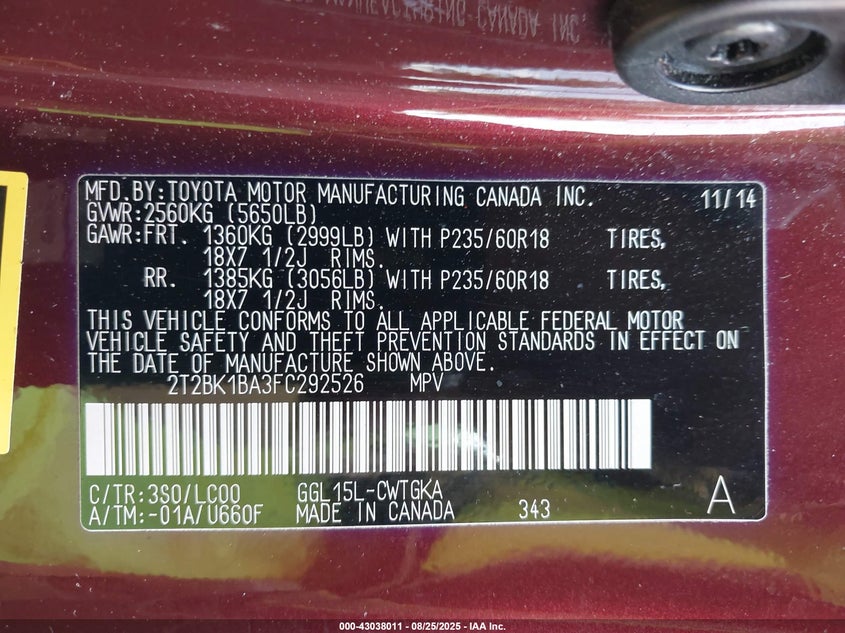 MFD.BY:TOYOTA MOTOR MANUFACTURING CANADA INC. 11/14
GVWR:2560KG (5650LB)
GAWR:FRT. 1360KG (2999LB) WITH P235/60R18 TIRES,
18X7 1/2J RIMS.
RR. 1385KG (3056LB) WITH P235/60R18 TIRES,
18X7 1/2J RIMS.
THIS VEHICLE CONFORMS TO ALL APPLICABLE FEDERAL MOTOR
VEHICLE SAFETY AND THEFT PREVENTION STANDARDS IN EFFECT ON
THE DATE OF MANUFACTURE SHOWN ABOVE.
2T2BK1BA3FC292526 MPV
C/TR:3S0/LC00 GGL15L-CWTGKA
A/TM:-01A/U660F MADE IN CANADA 343 A
000-43038011 - 08/25/2025 - IAA Inc.